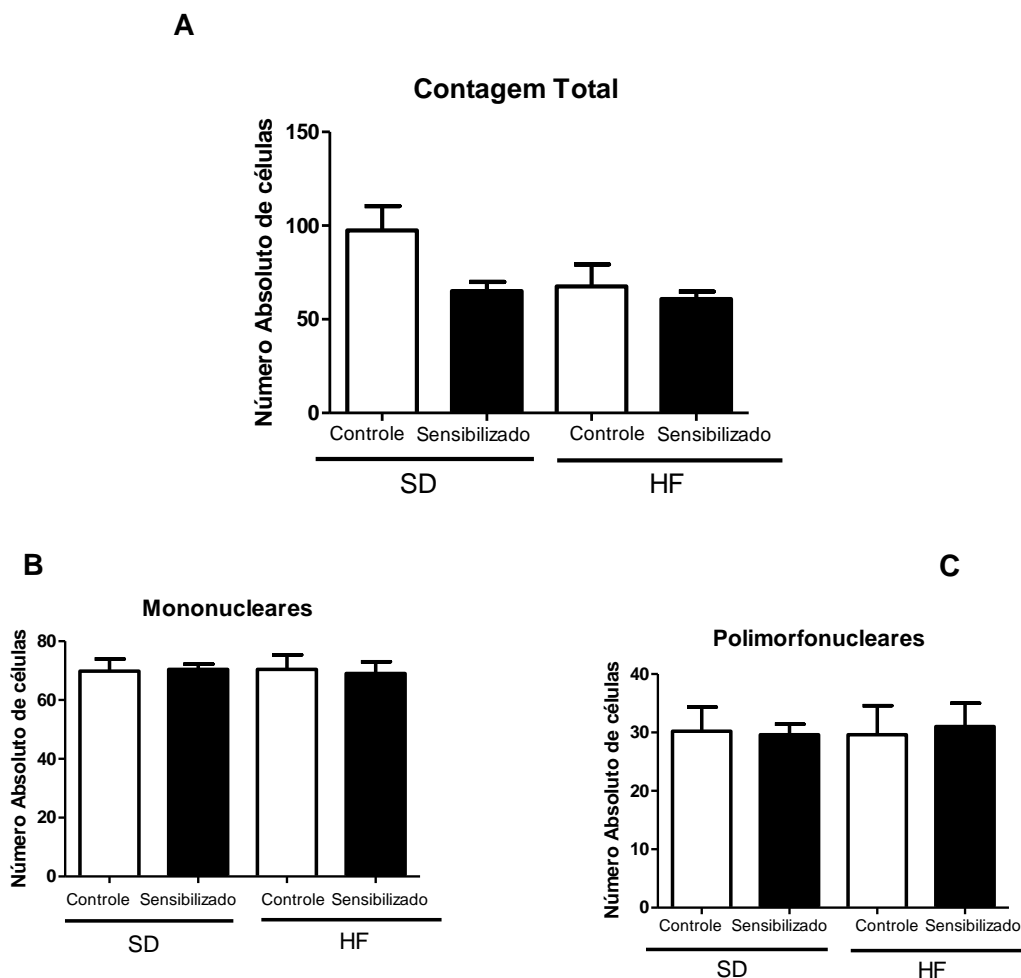 A
Contagem Total
Número Absoluto de células
150
100
50
0
Controle Sensibilizado Controle Sensibilizado
SD HF
B
Mononucleares
Número Absoluto de células
80
60
40
20
0
Controle Sensibilizado Controle Sensibilizado
SD HF
C
Polimorfonucleares
Número Absoluto de células
40
30
20
10
0
Controle Sensibilizado Controle Sensibilizado
SD HF